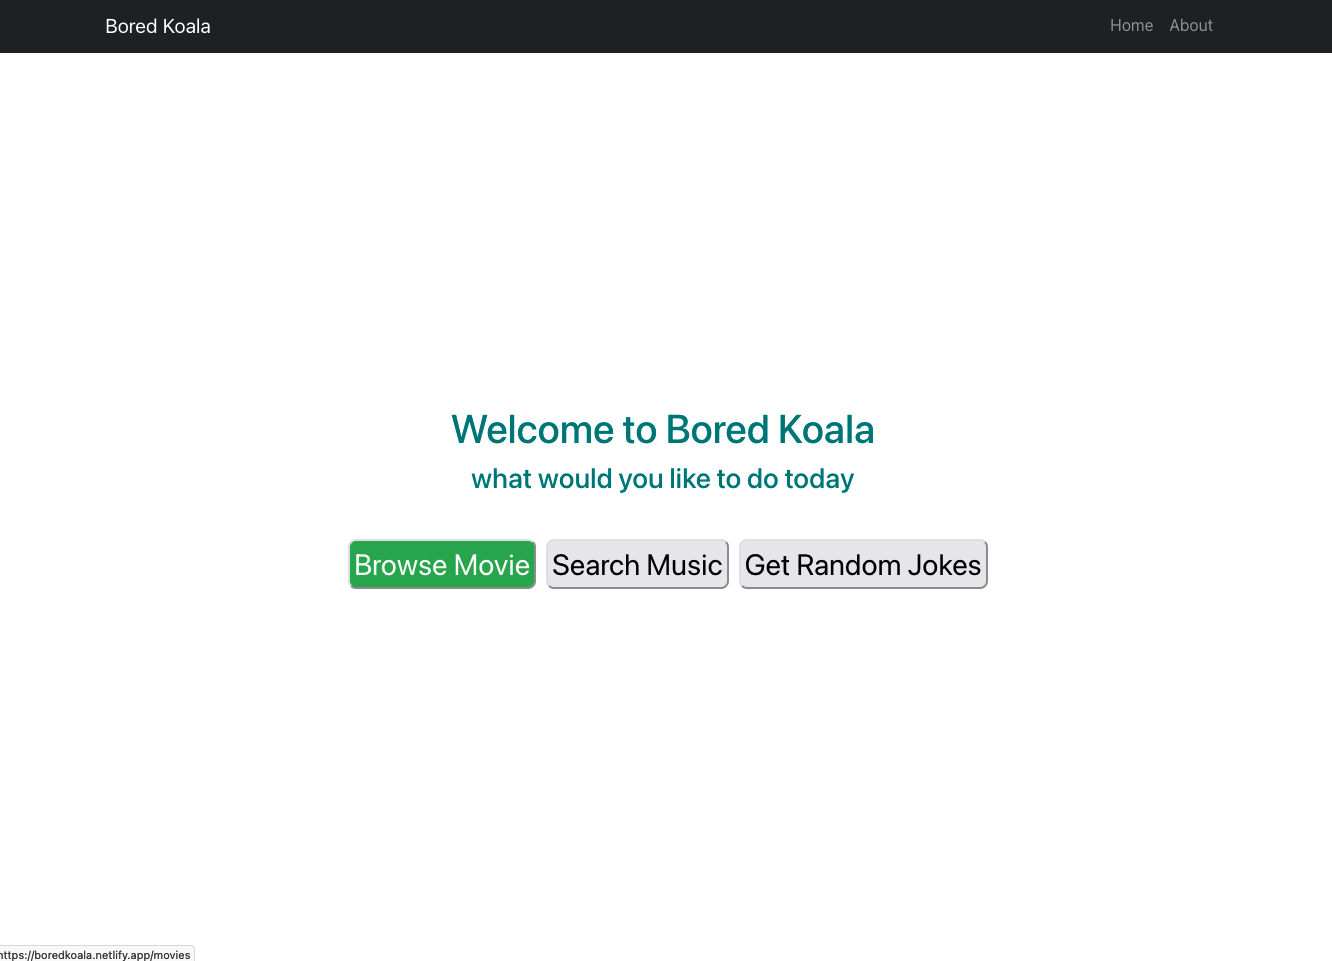 Bored Koala Home About
Welcome to Bored Koala
what would you like to do today
Browse Movie Search Music Get Random Jokes
https://boredkoala.netlify.app/movies